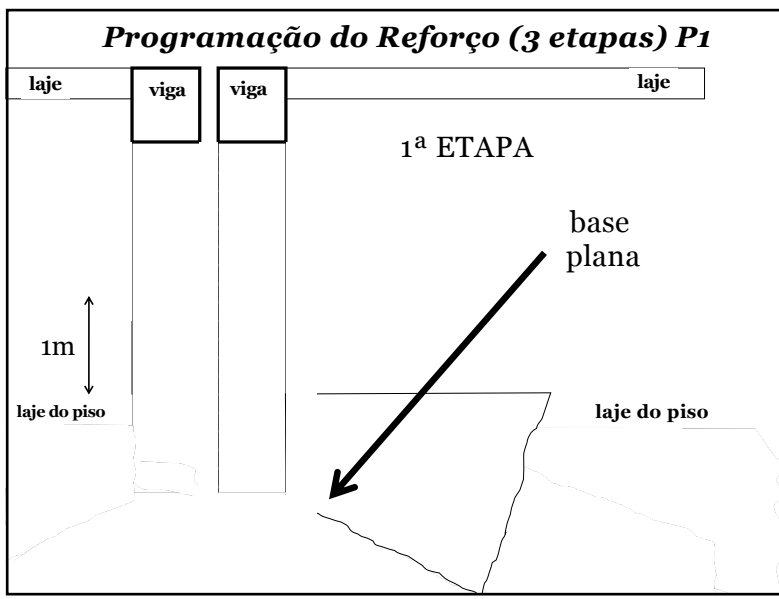 Programação do Reforço (3 etapas) P1
laje
viga
viga
laje
1ª ETAPA
base
plana
1m
laje do piso
laje do piso